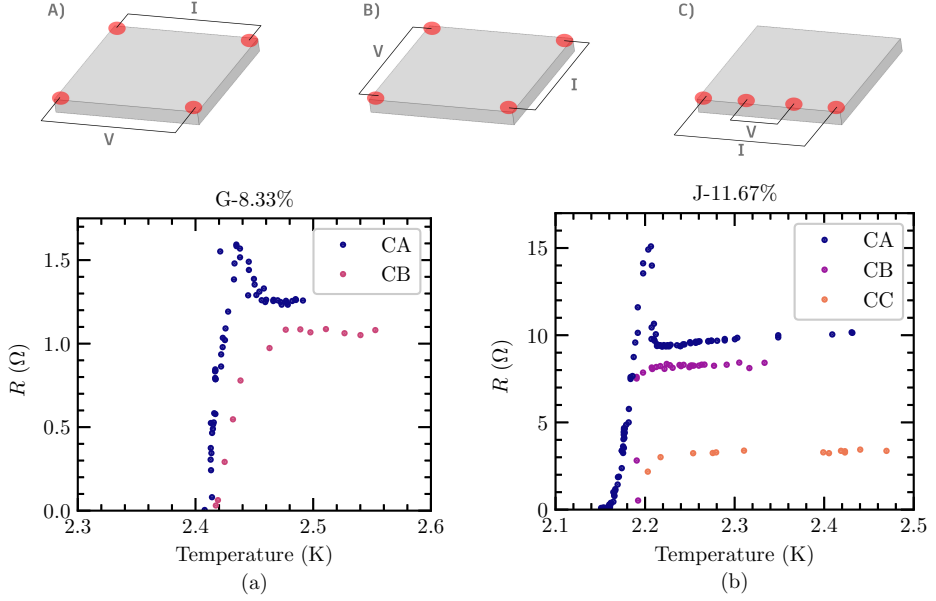 A)
I
V
B)
V
I
C)
V
I
G-8.33%
CA
CB
R (Ω)
1.5
1.0
0.5
0.0
2.3 2.4 2.5 2.6
Temperature (K)
(a)
J-11.67%
CA
CB
CC
R (Ω)
15
10
5
0
2.1 2.2 2.3 2.4 2.5
Temperature (K)
(b)